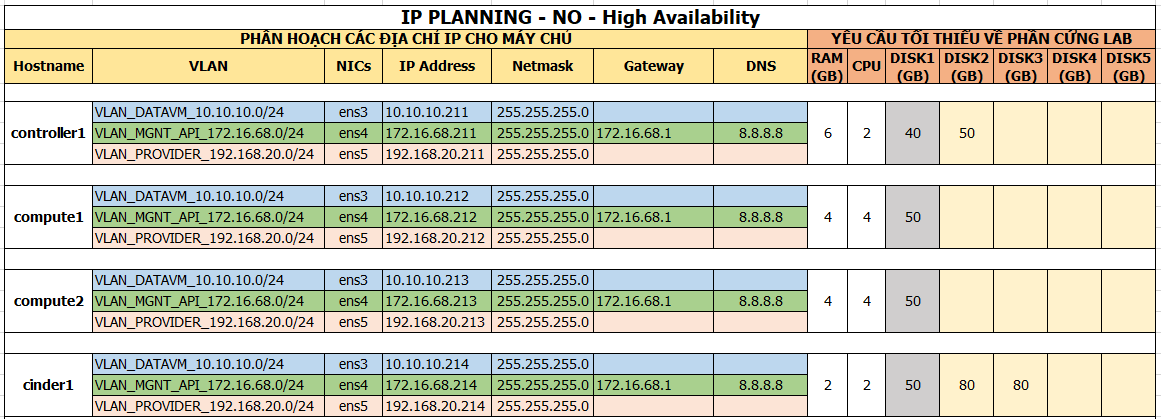 IP PLANNING - NO - High Availability
PHÂN HOẠCH CÁC ĐỊA CHỈ IP CHO MÁY CHỦ YÊU CẦU TỐI THIẾU VỀ PHẦN CỨNG LAB
Hostname VLAN NICs IP Address Netmask Gateway DNS RAM (GB) CPU DISK1 (GB) DISK2 (GB) DISK3 (GB) DISK4 (GB) DISK5 (GB)
VLAN_DATAVM_10.10.10.0/24 ens3 10.10.10.211 255.255.255.0
controller1 VLAN_MGNT_API_172.16.68.0/24 ens4 172.16.68.211 255.255.255.0 172.16.68.1 8.8.8.8 6 2 40 50
VLAN_PROVIDER_192.168.20.0/24 ens5 192.168.20.211 255.255.255.0
VLAN_DATAVM_10.10.10.0/24 ens3 10.10.10.212 255.255.255.0
compute1 VLAN_MGNT_API_172.16.68.0/24 ens4 172.16.68.212 255.255.255.0 172.16.68.1 8.8.8.8 4 4 50
VLAN_PROVIDER_192.168.20.0/24 ens5 192.168.20.212 255.255.255.0
VLAN_DATAVM_10.10.10.0/24 ens3 10.10.10.213 255.255.255.0
compute2 VLAN_MGNT_API_172.16.68.0/24 ens4 172.16.68.213 255.255.255.0 172.16.68.1 8.8.8.8 4 4 50
VLAN_PROVIDER_192.168.20.0/24 ens5 192.168.20.213 255.255.255.0
VLAN_DATAVM_10.10.10.0/24 ens3 10.10.10.214 255.255.255.0
cinder1 VLAN_MGNT_API_172.16.68.0/24 ens4 172.16.68.214 255.255.255.0 172.16.68.1 8.8.8.8 2 2 50 80 80
VLAN_PROVIDER_192.168.20.0/24 ens5 192.168.20.214 255.255.255.0